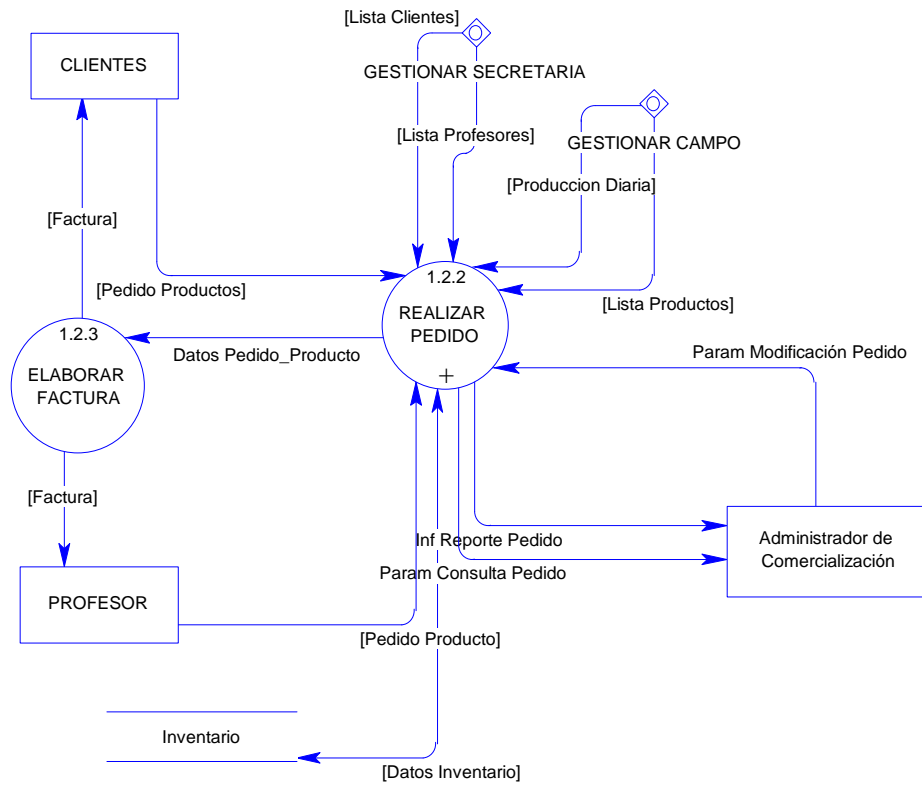 [Lista Clientes]
CLIENTES
GESTIONAR SECRETARIA
[Lista Profesores]
GESTIONAR CAMPO
[Produccion Diaria]
[Factura]
[Pedido Productos]
1.2.2
REALIZAR
PEDIDO
+
[Lista Productos]
1.2.3
ELABORAR
FACTURA
Datos Pedido_Producto
Param Modificación Pedido
[Factura]
Inf Reporte Pedido
Param Consulta Pedido
Administrador de
Comercialización
PROFESOR
[Pedido Producto]
Inventario
[Datos Inventario]